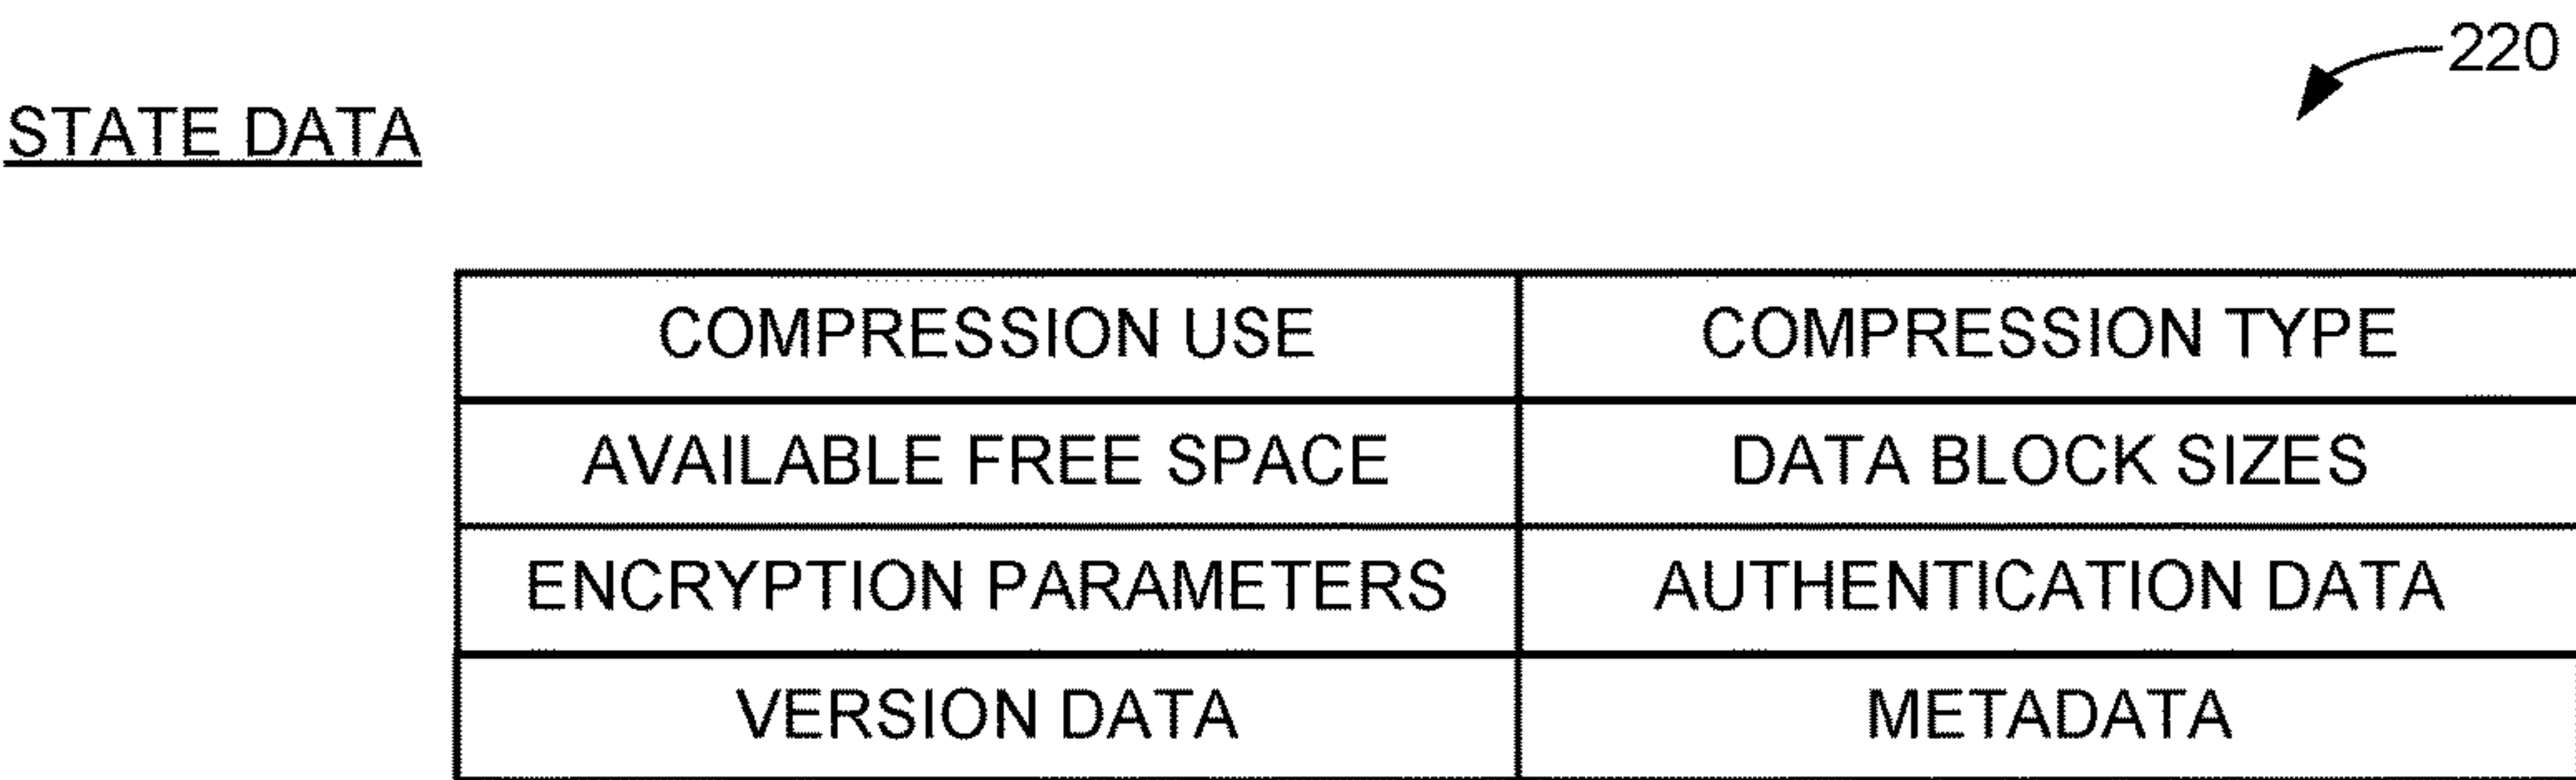 220
STATE DATA
COMPRESSION USE COMPRESSION TYPE
AVAILABLE FREE SPACE DATA BLOCK SIZES
ENCRYPTION PARAMETERS AUTHENTICATION DATA
VERSION DATA METADATA